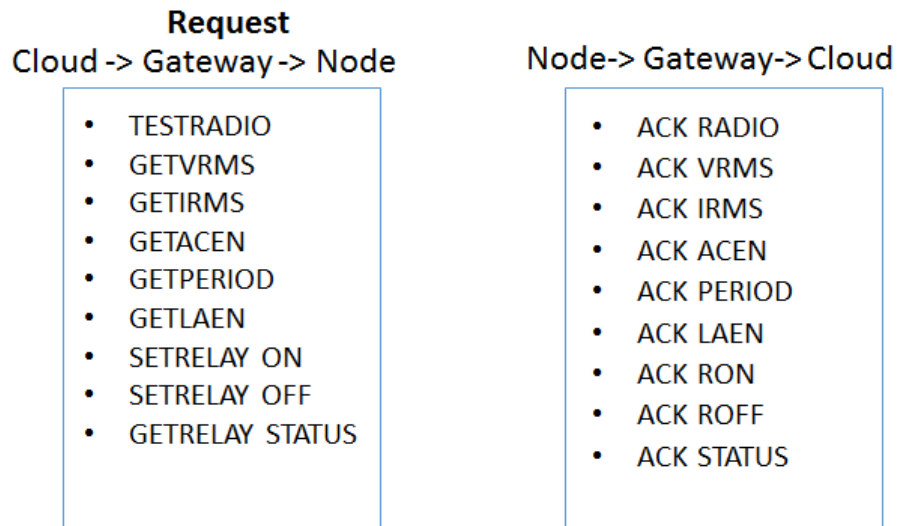 Request
Cloud -> Gateway -> Node
• TESTRADIO
• GETVRMS
• GETIRMS
• GETACEN
• GETPERIOD
• GETLAEN
• SETRELAY ON
• SETRELAY OFF
• GETRELAY STATUS
Node-> Gateway-> Cloud
• ACK RADIO
• ACK VRMS
• ACK IRMS
• ACK ACEN
• ACK PERIOD
• ACK LAEN
• ACK RON
• ACK ROFF
• ACK STATUS